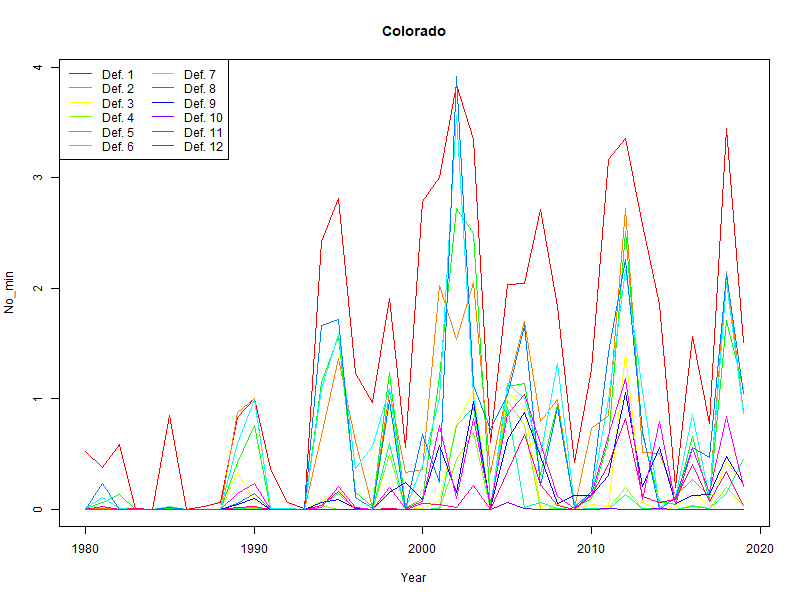 Colorado
Def. 1 Def. 7
Def. 2 Def. 8
Def. 3 Def. 9
Def. 4 Def. 10
Def. 5 Def. 11
Def. 6 Def. 12
4
3
2
1
0
No_min
1980 1990 2000 2010 2020
Year